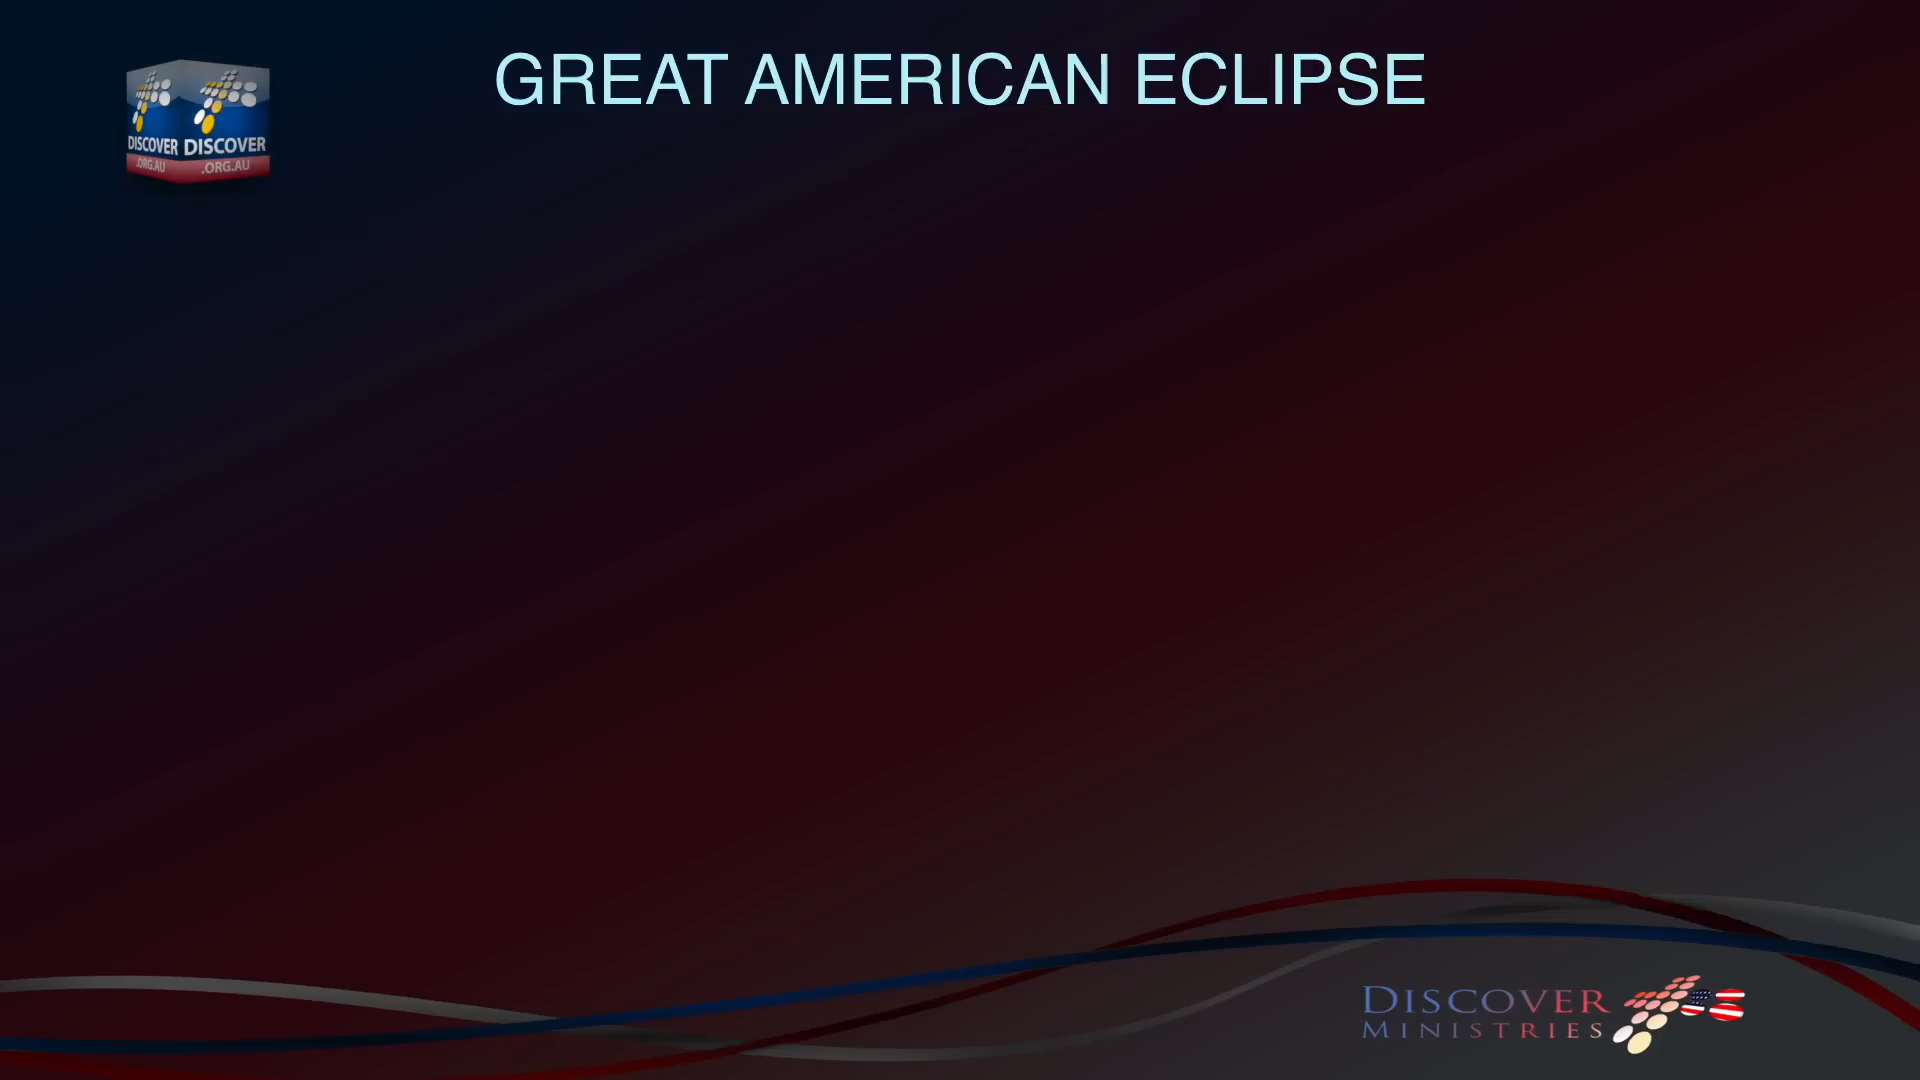 GREAT AMERICAN ECLIPSE
DISCOVER DISCOVER
.ORG.AU .ORG.AU
DISCOVER
MINISTRIES